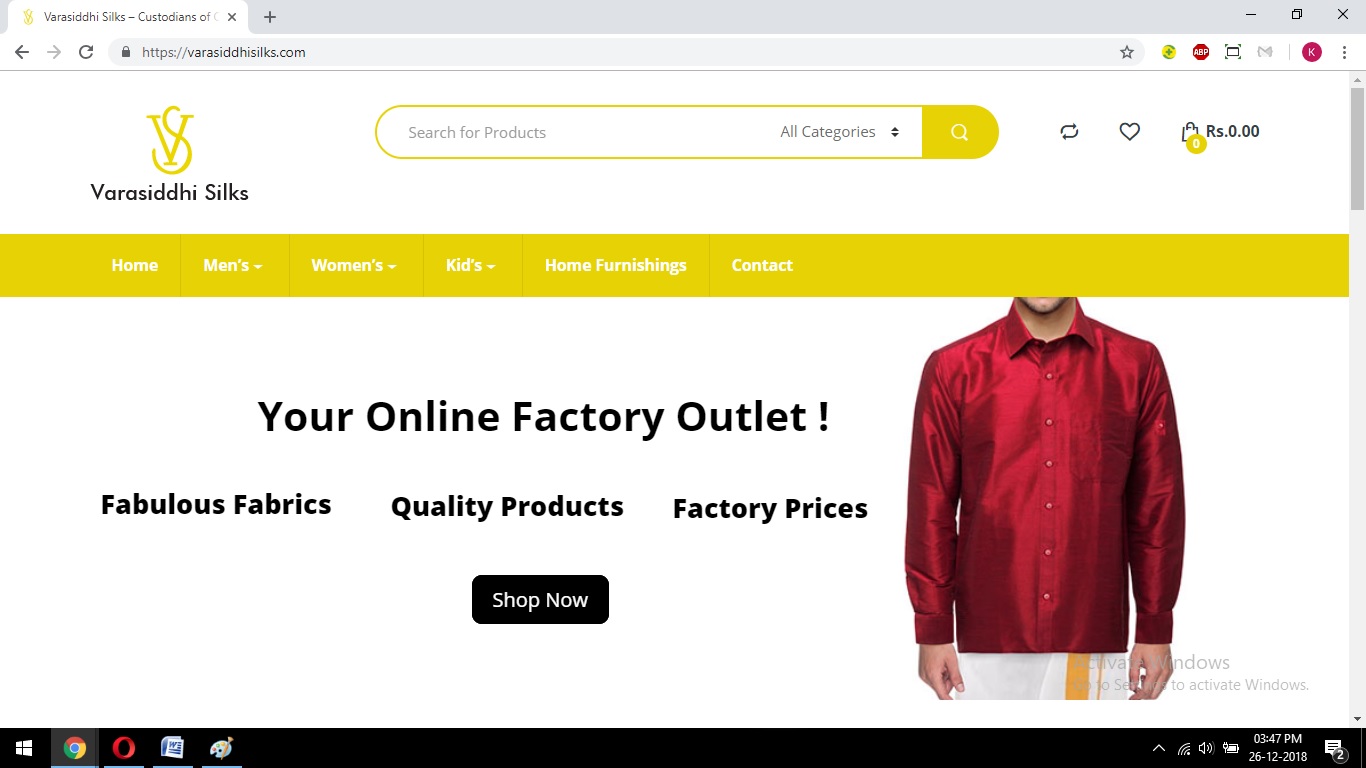 Varasiddhi Silks – Custodians of
https://varasiddhisilks.com
ABP
K
VS
Varasiddhi Silks
Search for Products
All Categories
0
Rs.0.00
Home
Men's
Women's
Kid's
Home Furnishings
Contact
Your Online Factory Outlet !
Fabulous Fabrics
Quality Products
Factory Prices
Shop Now
Activate Windows
Go to Settings to activate Windows.
03:47 PM
26-12-2018
2